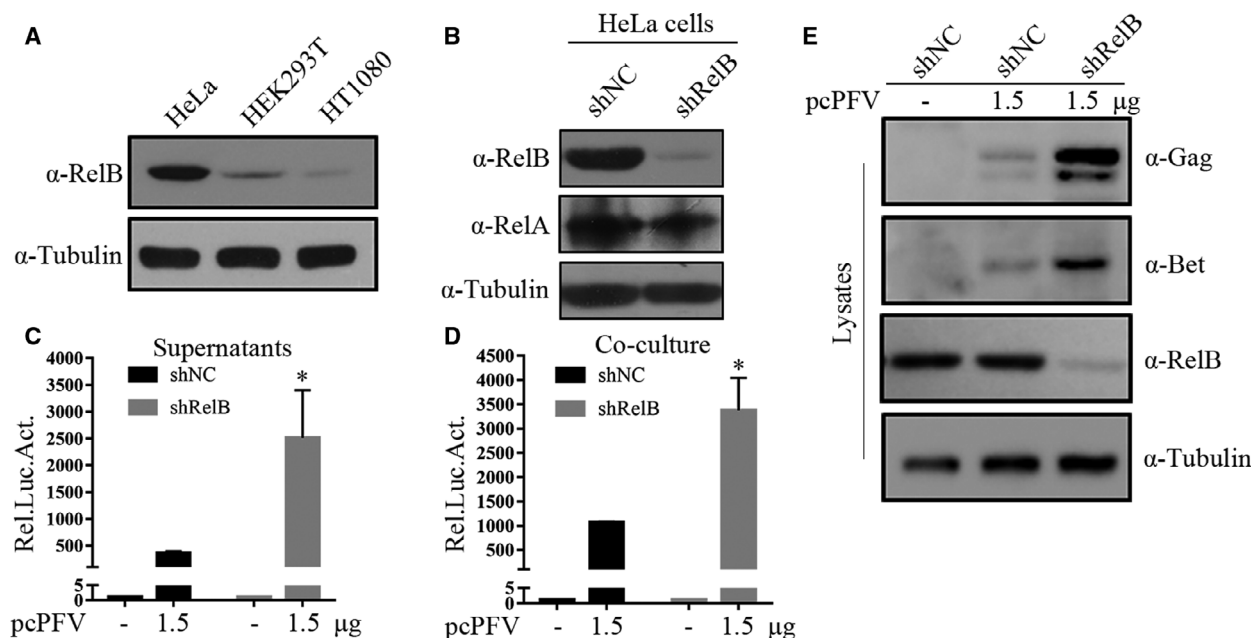 A
HeLa
HEK293T
HT1080
α-RelB
α-Tubulin
B
HeLa cells
shNC
shRelB
α-RelB
α-RelA
α-Tubulin
C
Supernatants
shNC
shRelB
*
Rel.Luc.Act.
4000
3500
3000
2500
2000
1500
1000
500
5
0
pcPFV - 1.5 - 1.5 μg
D
Co-culture
shNC
shRelB
*
Rel.Luc.Act.
4500
4000
3500
3000
2500
2000
1500
1000
500
5
0
pcPFV - 1.5 - 1.5 μg
E
shNC
shNC
shRelB
pcPFV - 1.5 1.5 μg
Lysates
α-Gag
α-Bet
α-RelB
α-Tubulin